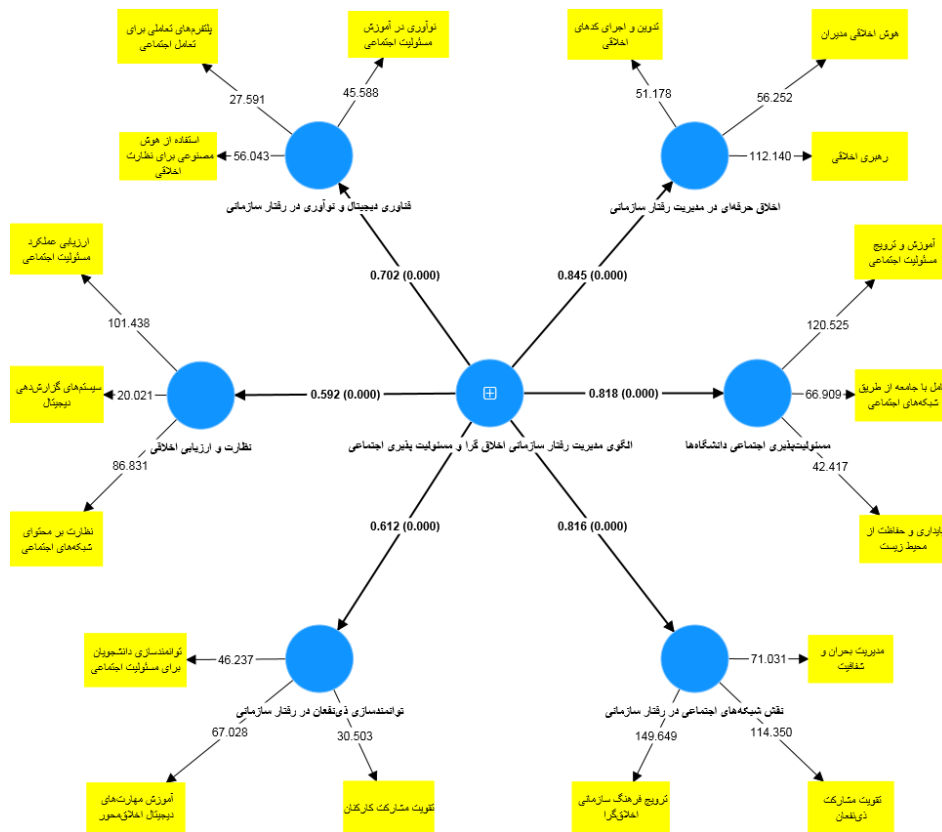 پلتفرم‌های تعاملی برای
تعامل اجتماعی
نوآوری در آموزش
مسئولیت اجتماعی
تدوین و اجرای کدهای
اخلاقی
هوش اخلاقی مدیران
27.591
45.588
51.178
56.252
استفاده از هوش
مصنوعی برای نظارت
اخلاقی
56.043
112.140
رهبری اخلاقی
فناوری دیجیتال و نوآوری در رفتار سازمانی
اخلاق حرفه‌ای در مدیریت رفتار سازمانی
ارزیابی عملکرد
مسئولیت اجتماعی
آموزش و ترویج
مسئولیت اجتماعی
0.702 (0.000)
0.845 (0.000)
101.438
120.525
سیستم‌های گزارش‌دهی
دیجیتال
20.021
0.592 (0.000)
0.818 (0.000)
66.909
با جامعه از طریق
شبکه‌های اجتماعی
نظارت و ارزیابی اخلاقی
الگوی مدیریت رفتار سازمانی اخلاق گرا و مسئولیت پذیری اجتماعی
مسئولیت‌پذیری اجتماعی دانشگاه‌ها
86.831
42.417
نظارت بر محتوای
شبکه‌های اجتماعی
و حفاظت از
محیط زیست
0.612 (0.000)
0.816 (0.000)
توانمندسازی دانشجویان
برای مسئولیت اجتماعی
46.237
71.031
مدیریت بحران و
شفافیت
توانمندسازی ذی‌نفعان در رفتار سازمانی
نقش شبکه‌های اجتماعی در رفتار سازمانی
67.028
30.503
149.649
114.350
آموزش مهارت‌های
دیجیتال اخلاق‌محور
تقویت مشارکت کارکنان
ترویج فرهنگ سازمانی
اخلاق‌گرا
تقویت مشارکت
ذی‌نفعان